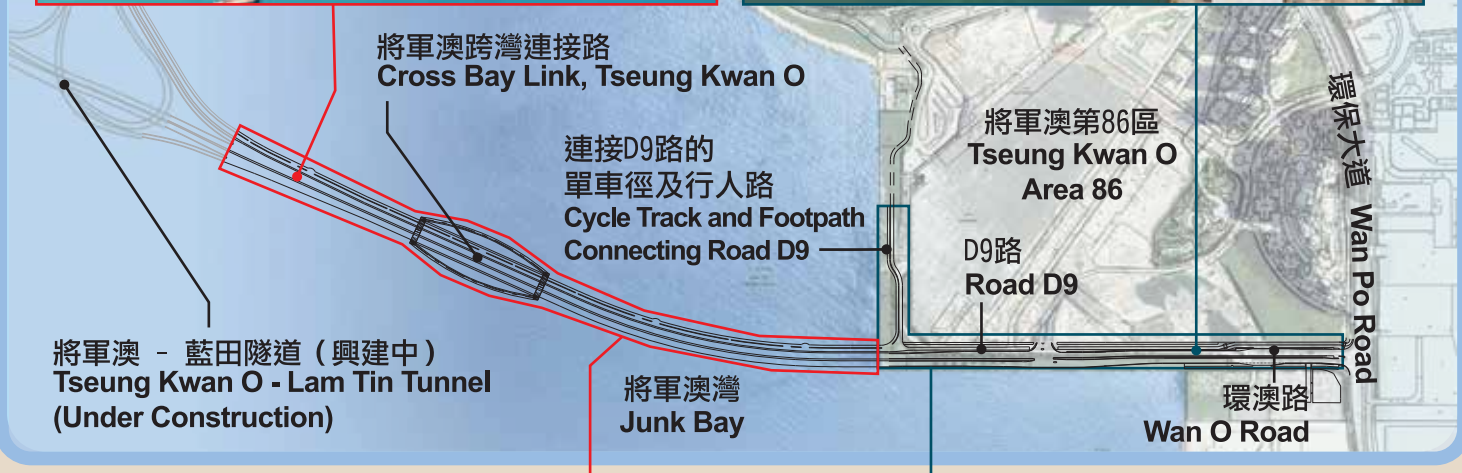 將軍澳跨灣連接路
Cross Bay Link, Tseung Kwan O
連接D9路的
單車徑及行人路
Cycle Track and Footpath
Connecting Road D9
將軍澳第86區
Tseung Kwan O
Area 86
D9路
Road D9
環保大道 Wan Po Road
將軍澳 - 藍田隧道（興建中）
Tseung Kwan O - Lam Tin Tunnel
(Under Construction)
將軍澳灣
Junk Bay
環澳路
Wan O Road